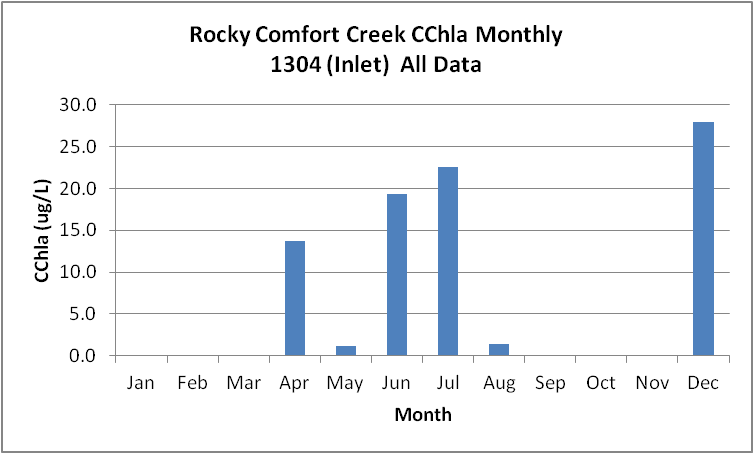 Rocky Comfort Creek CChla Monthly
1304 (Inlet)  All Data
30.0
25.0
20.0
15.0
10.0
5.0
0.0
CChla (ug/L)
Jan Feb Mar Apr May Jun Jul Aug Sep Oct Nov Dec
Month